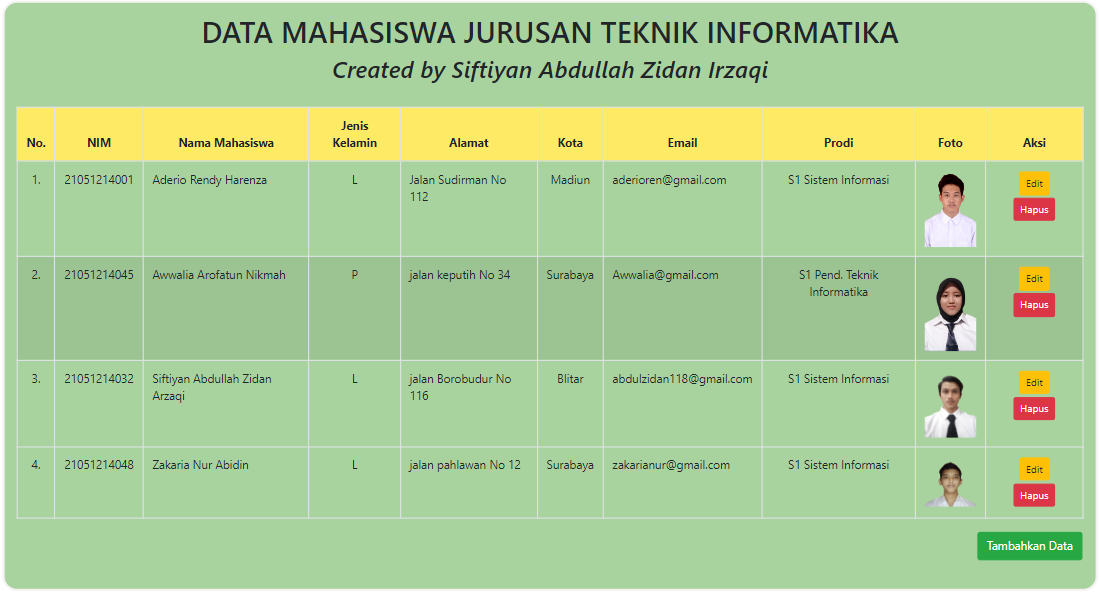 DATA MAHASISWA JURUSAN TEKNIK INFORMATIKA
Created by Siftiyan Abdullah Zidan Irzaqi
No. NIM Nama Mahasiswa Jenis Kelamin Alamat Kota Email Prodi Foto Aksi
1. 21051214001 Aderio Rendy Harenza L Jalan Sudirman No 112 Madiun aderioren@gmail.com S1 Sistem Informasi Edit
Hapus
2. 21051214045 Awwalia Arofatun Nikmah P jalan keputih No 34 Surabaya Awwalia@gmail.com S1 Pend. Teknik Informatika Edit
Hapus
3. 21051214032 Siftiyan Abdullah Zidan Arzaqi L jalan Borobudur No 116 Blitar abdulzidan118@gmail.com S1 Sistem Informasi Edit
Hapus
4. 21051214048 Zakaria Nur Abidin L jalan pahlawan No 12 Surabaya zakarianur@gmail.com S1 Sistem Informasi Edit
Hapus
Tambahkan Data